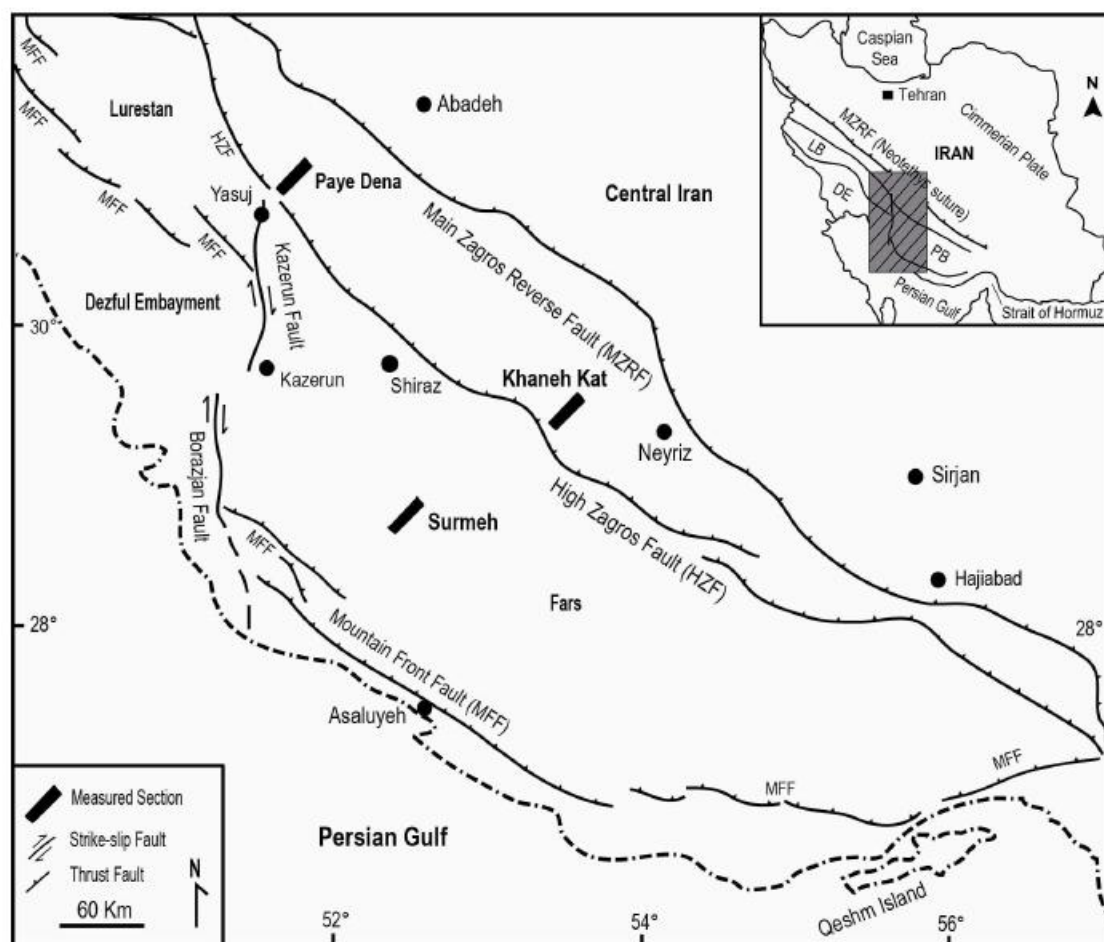 MFF
Lurestan
MFF
HZF
Abadeh
Paye Dena
Yasuj
MFF
MFF
Central Iran
Main Zagros Reverse Fault (MZRF)
Dezful Embayment
Kazerun Fault
30°
Kazerun
Shiraz
Khaneh Kat
Neyriz
Sirjan
Borazjan Fault
Surmeh
High Zagros Fault (HZF)
MFF
Hajiabad
Fars
28°
28°
Mountain Front Fault (MFF)
Asaluyeh
MFF
MFF
Persian Gulf
Qeshm Island
52°
54°
56°
Measured Section
Strike-slip Fault
Thrust Fault
N
60 Km
Caspian
Sea
N
Tehran
MZRF (Neotethys suture)
Cimmerian Plate
IRAN
LB
DE
PB
Persian Gulf
Strait of Hormuz